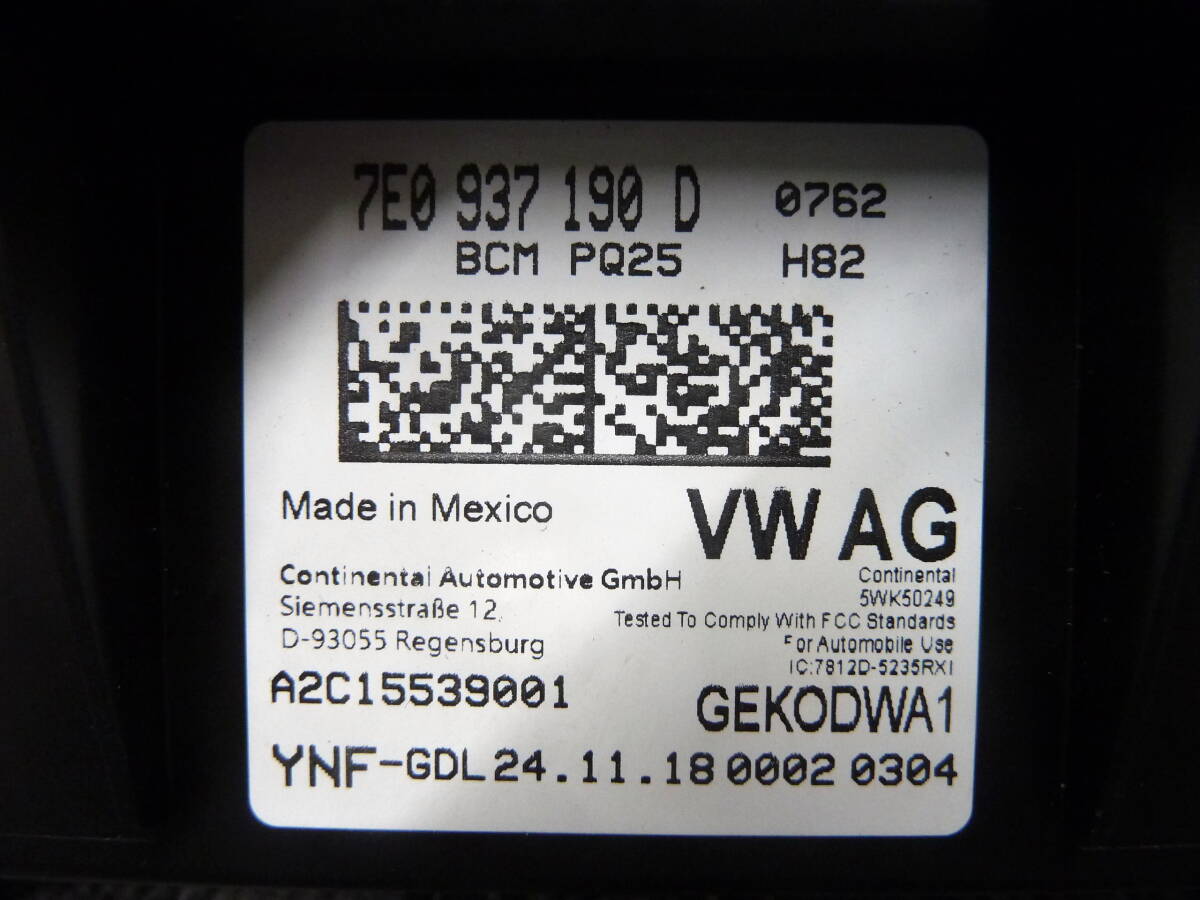 7E0 937 190 D 0762
BCM PQ25 H82
Made in Mexico
VW AG
Continental Automotive GmbH
Siemensstraße 12
D-93055 Regensburg
Continental
5WK50249
Tested To Comply With FCC Standards
For Automobile Use
IC:7812D-5235RXI
A2C15539001
GEKODWA1
YNF-GDL 24.11.18 0002 0304